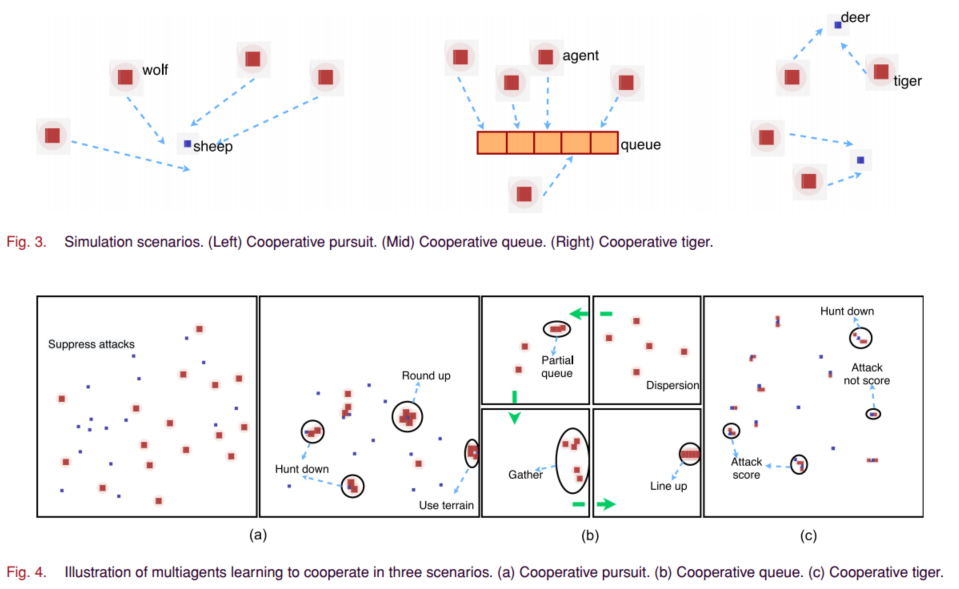 deer
wolf
agent
tiger
sheep
queue
Fig. 3. Simulation scenarios. (Left) Cooperative pursuit. (Mid) Cooperative queue. (Right) Cooperative tiger.
Suppress attacks
Round up
Hunt down
Use terrain
Partial
queue
Dispersion
Gather
Line up
Hunt down
Attack
not score
Attack
score
(a)
(b)
(c)
Fig. 4. Illustration of multiagents learning to cooperate in three scenarios. (a) Cooperative pursuit. (b) Cooperative queue. (c) Cooperative tiger.